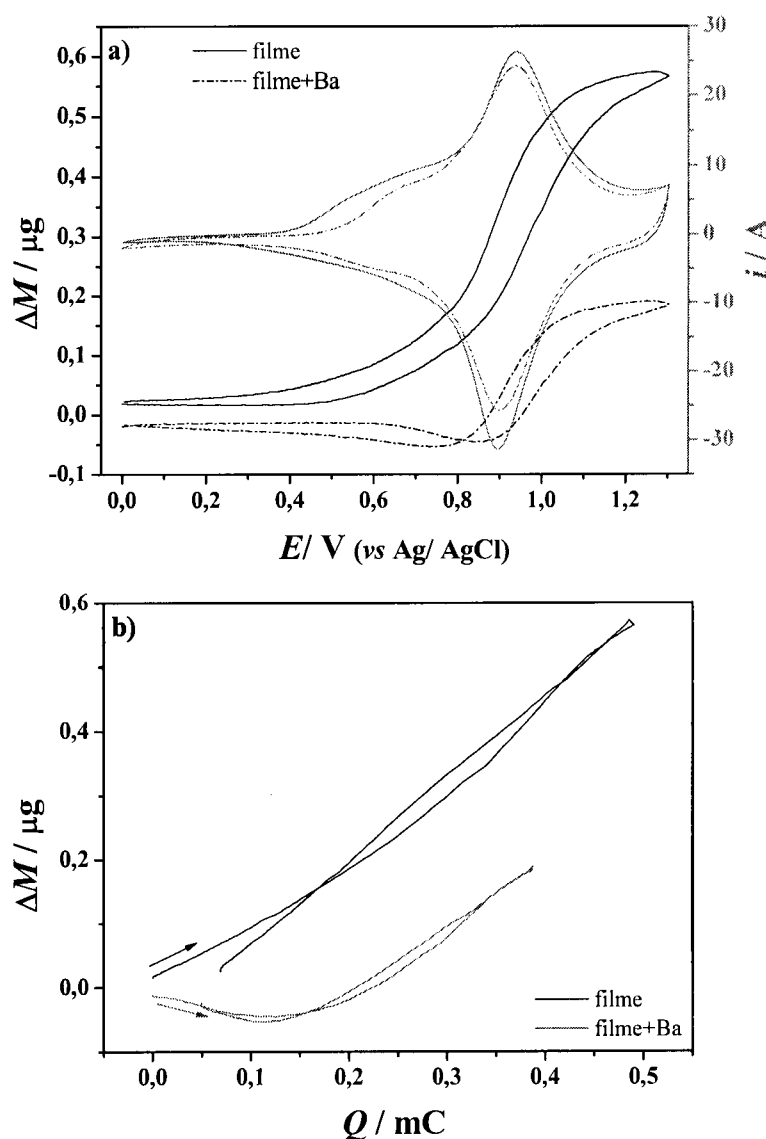 a)
filme
filme+Ba
0,6
0,5
0,4
0,3
0,2
0,1
0,0
-0,1
ΔM / µg
30
20
10
0
-10
-20
-30
i / A
0,0 0,2 0,4 0,6 0,8 1,0 1,2
E/ V (vs Ag/ AgCl)
b)
0,6
0,4
0,2
0,0
ΔM / µg
filme
filme+Ba
0,0 0,1 0,2 0,3 0,4 0,5
Q / mC